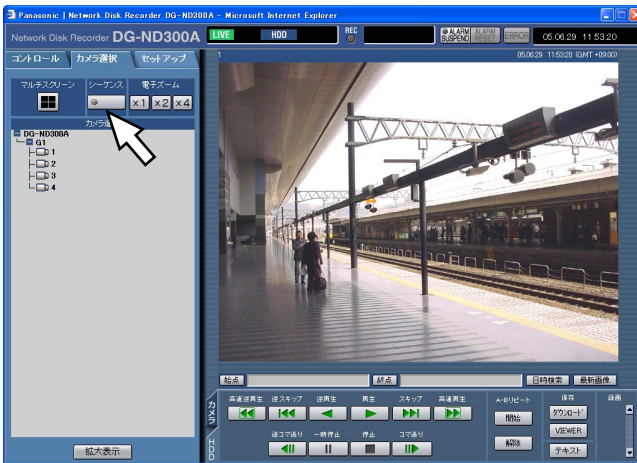 Panasonic | Network Disk Recorder DG-ND300A - Microsoft Internet Explorer
Network Disk Recorder DG-ND300A
LIVE HDD REC ALARM SUSPEND ALARM RESET ERROR 05.06.29 11:53:20
コントロール カメラ選択 セットアップ
1 05.06.29 11:53:20 (GMT +09:00)
マルチスクリーン シーケンス 電子ズーム
x1 x2 x4
カメラ選
DG-ND300A
G1
1
2
3
4
拡大表示
始点 終点 日時検索 最新画像
カメラ
HDD
高速逆再生 逆スキップ 逆再生 再生 スキップ 高速再生 A-Bリピート 保存 録画
開始 ダウンロード
逆コマ送り 一時停止 停止 コマ送り
VIEWER
解除 テキスト